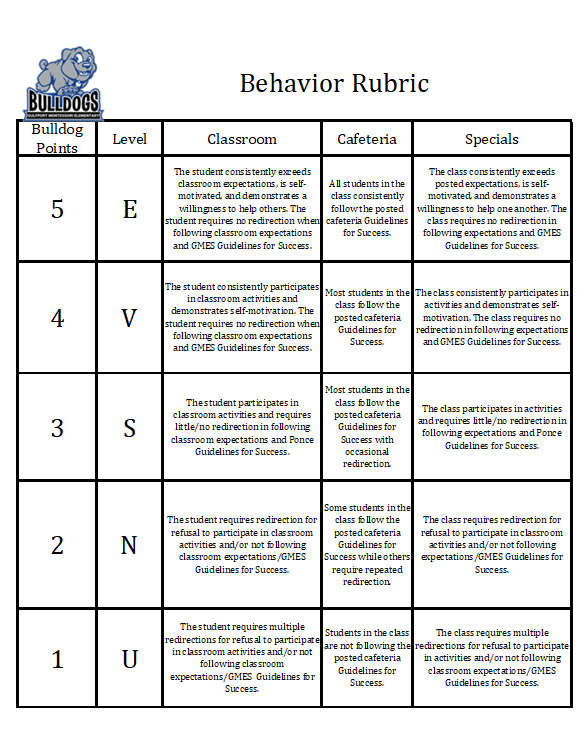 BULLDOGS
GULFPORT MONTESSORI ELEMENTARY
Behavior Rubric
Bulldog
Points
Level
Classroom
Cafeteria
Specials
5
E
The student consistently exceeds
classroom expectations, is self-
motivated, and demonstrates a
willingness to help others. The
student requires no redirection when
following classroom expectations
and GMES Guidelines for Success.
All students in the
class consistently
follow the posted
cafeteria Guidelines
for Success.
The class consistently exceeds
posted expectations, is self-
motivated, and demonstrates a
willingness to help one another. The
class requires no redirection in
following expectations and GMES
Guidelines for Success.
4
V
The student consistently participates
in classroom activities and
demonstrates self-motivation. The
student requires no redirection when
following classroom expectations
and GMES Guidelines for Success.
Most students in the
class follow the
posted cafeteria
Guidelines for
Success.
The class consistently participates in
activities and demonstrates self-
motivation. The class requires no
redirection in following expectations
and GMES Guidelines for Success.
3
S
The student participates in
classroom activities and requires
little/no redirection in following
classroom expectations and Ponce
Guidelines for Success.
Most students in the
class follow the
posted cafeteria
Guidelines for
Success with
occasional
redirection.
The class participates in activities
and requires little/no redirection in
following expectations and Ponce
Guidelines for Success.
2
N
The student requires redirection for
refusal to participate in classroom
activities and/or not following
classroom expectations/GMES
Guidelines for Success.
Some students in the
class follow the
posted cafeteria
Guidelines for
Success while others
require repeated
redirection.
The class requires redirection for
refusal to participate in classroom
activities and/or not following
expectations/GMES Guidelines for
Success.
1
U
The student requires multiple
redirections for refusal to participate
in classroom activities and/or not
following classroom
expectations/GMES Guidelines for
Success.
Students in the class
are not following the
posted cafeteria
Guidelines for
Success.
The class requires multiple
redirections for refusal to participate
in activities and/or not following
classroom expectations/GMES
Guidelines for Success.